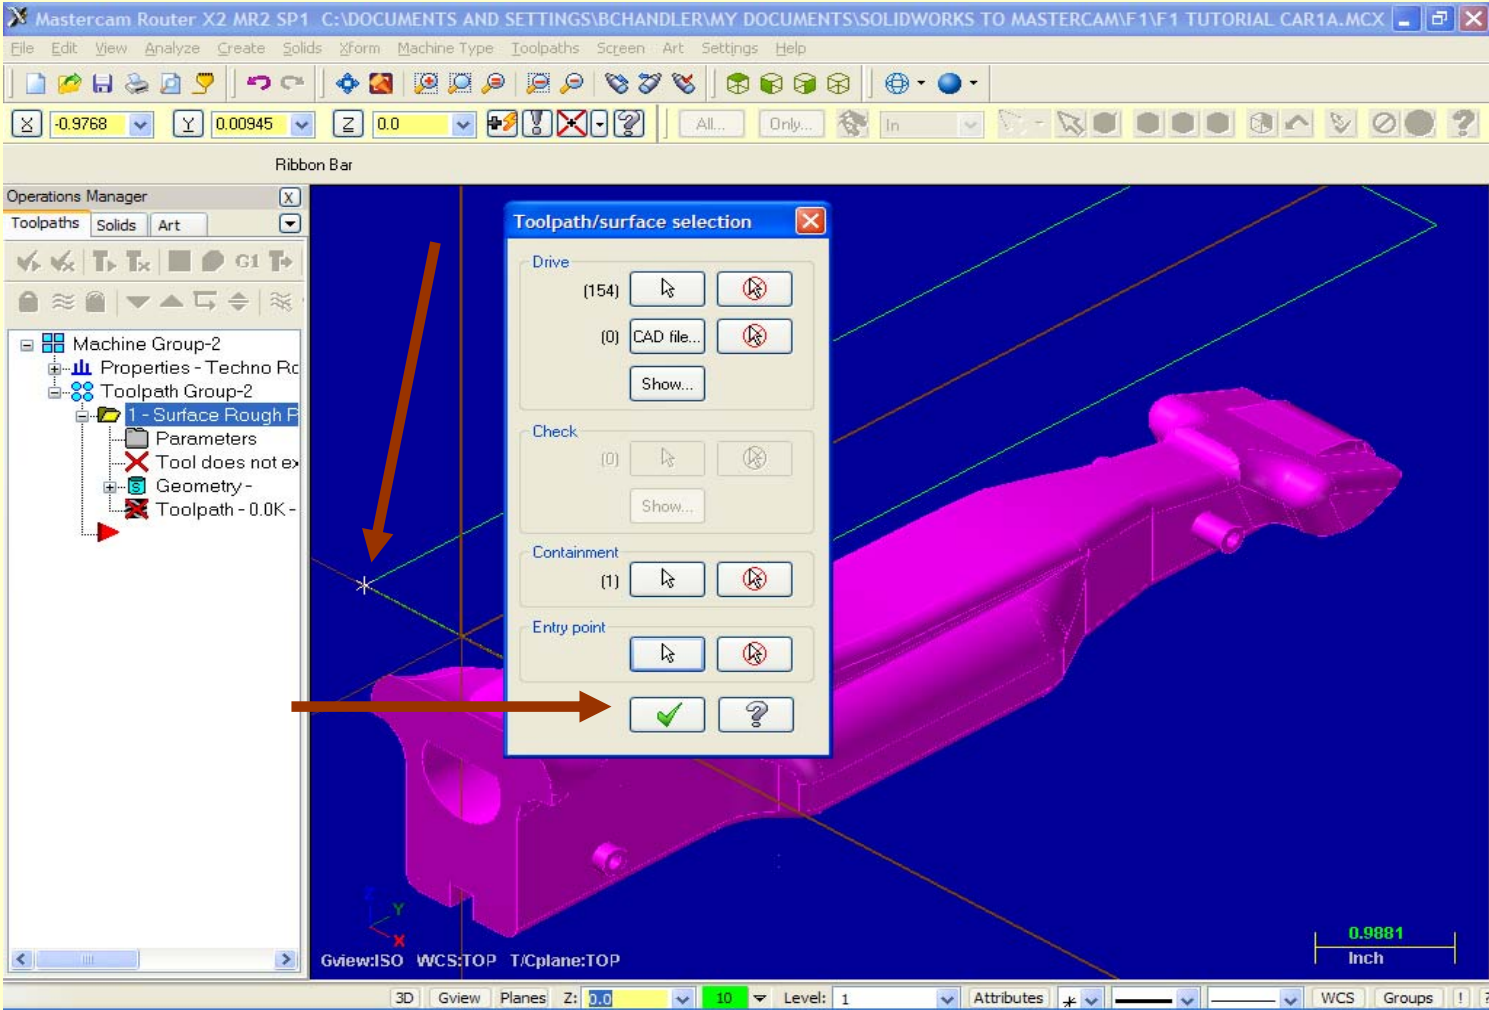 Mastercam Router X2 MR2 SP1 C:\DOCUMENTS AND SETTINGS\BCHANDLER\MY DOCUMENTS\SOLIDWORKS TO MASTERCAM\F1\F1 TUTORIAL CAR1A.MCX
File Edit View Analyze Create Solids Xform Machine Type Toolpaths Screen Art Settings Help
X -0.9768 Y 0.00945 Z 0.0 All... Only... In
Ribbon Bar
Operations Manager
Toolpaths Solids Art
G1
Machine Group-2
Properties - Techno Ro
Toolpath Group-2
1 - Surface Rough P
Parameters
Tool does not ex
Geometry -
Toolpath - 0.0K -
Toolpath/surface selection
Drive
(154)
(0) CAD file...
Show...
Check
(0)
Show...
Containment
(1)
Entry point
Z
Y
X
0.9881
Inch
Gview:ISO WCS:TOP T/Cplane:TOP
3D Gview Planes Z: 0.0 10 Level: 1 Attributes WCS Groups ! ?